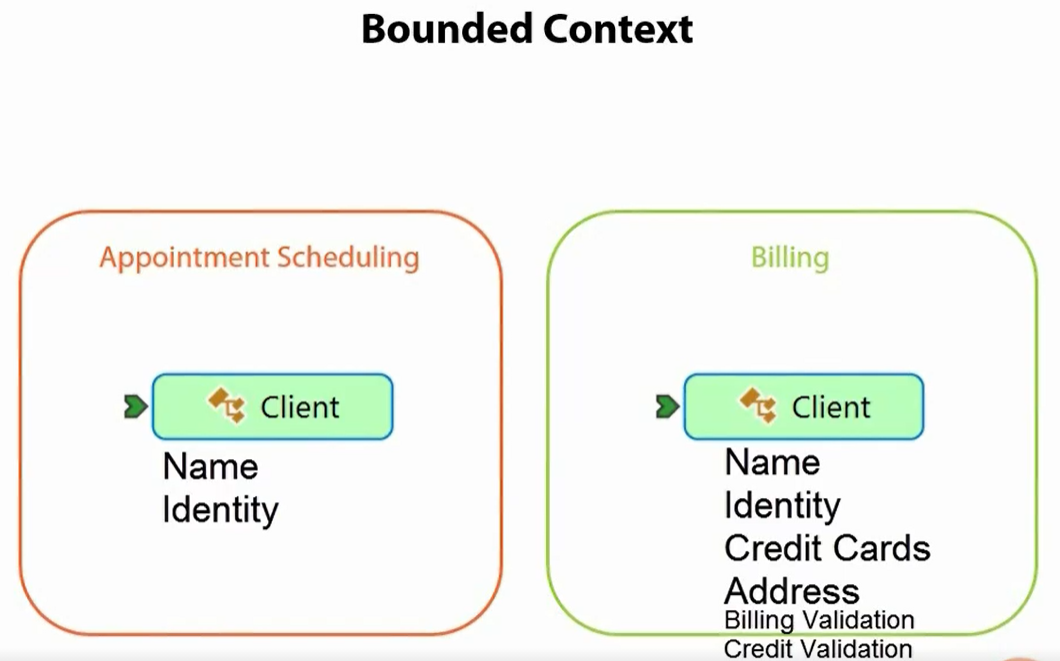 Bounded Context
Appointment Scheduling
Client
Name
Identity
Billing
Client
Name
Identity
Credit Cards
Address
Billing Validation
Credit Validation